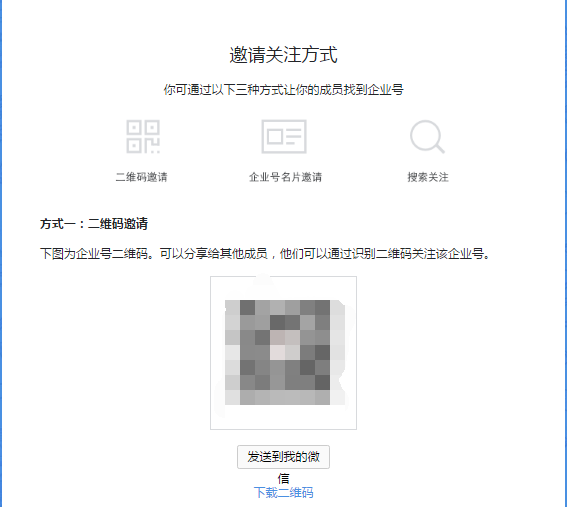 邀请关注方式
你可通过以下三种方式让你的成员找到企业号
二维码邀请
企业号名片邀请
搜索关注
方式一：二维码邀请
下图为企业号二维码。可以分享给其他成员，他们可以通过识别二维码关注该企业号。
发送到我的微
信
下载二维码